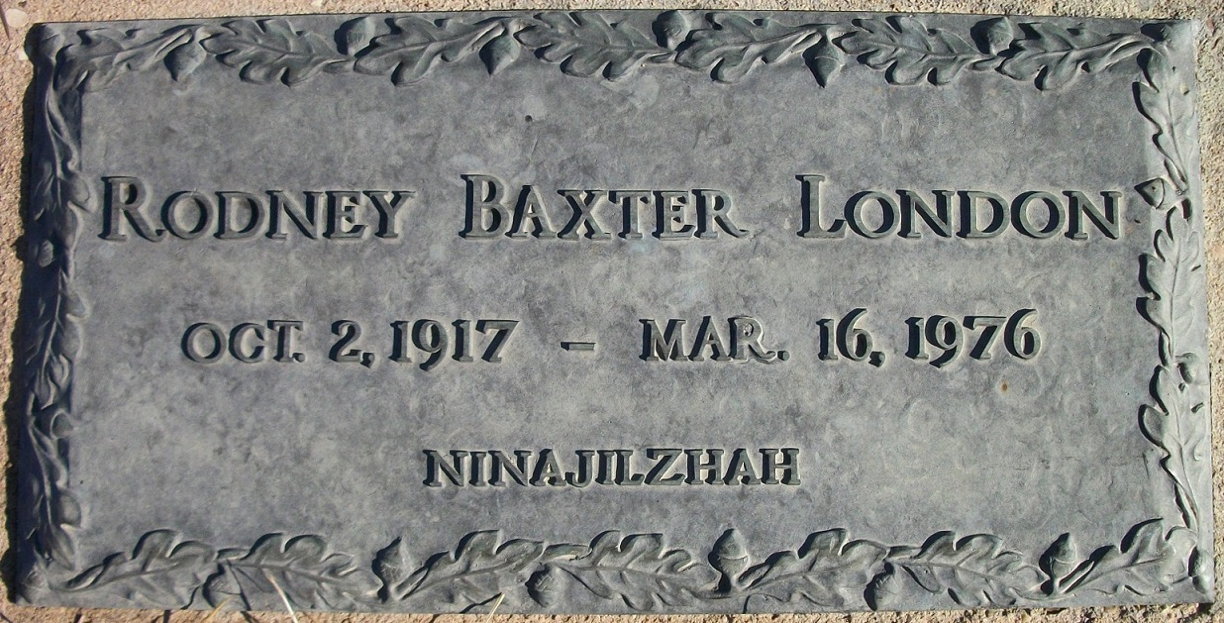 Rodney Baxter London
OCT. 2, 1917 – MAR. 16, 1976
NINAJILZHAH